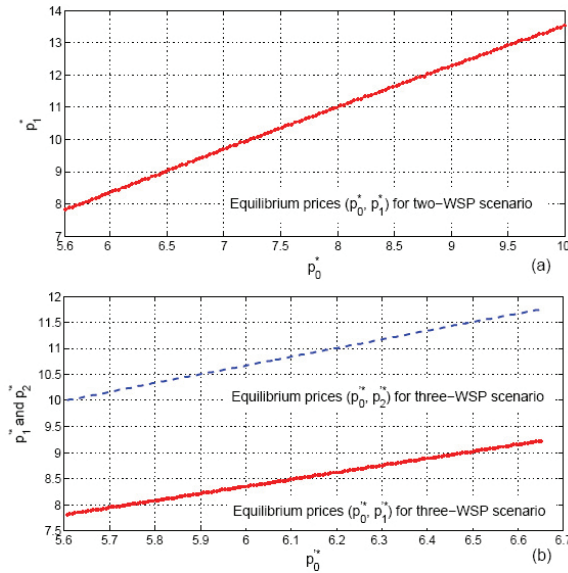 14
13
12
11
10
9
8
7
p*1
Equilibrium prices (p*0, p*1) for two-WSP scenario
5.6 6 6.5 7 7.5 8 8.5 9 9.5 10
p*0
(a)
12
11.5
11
10.5
10
9.5
9
8.5
8
7.5
p'*1 and p'*2
Equilibrium prices (p'*0, p'*2) for three-WSP scenario
Equilibrium prices (p'*0, p'*1) for three-WSP scenario
5.6 5.7 5.8 5.9 6 6.1 6.2 6.3 6.4 6.5 6.6 6.7
p'*0
(b)